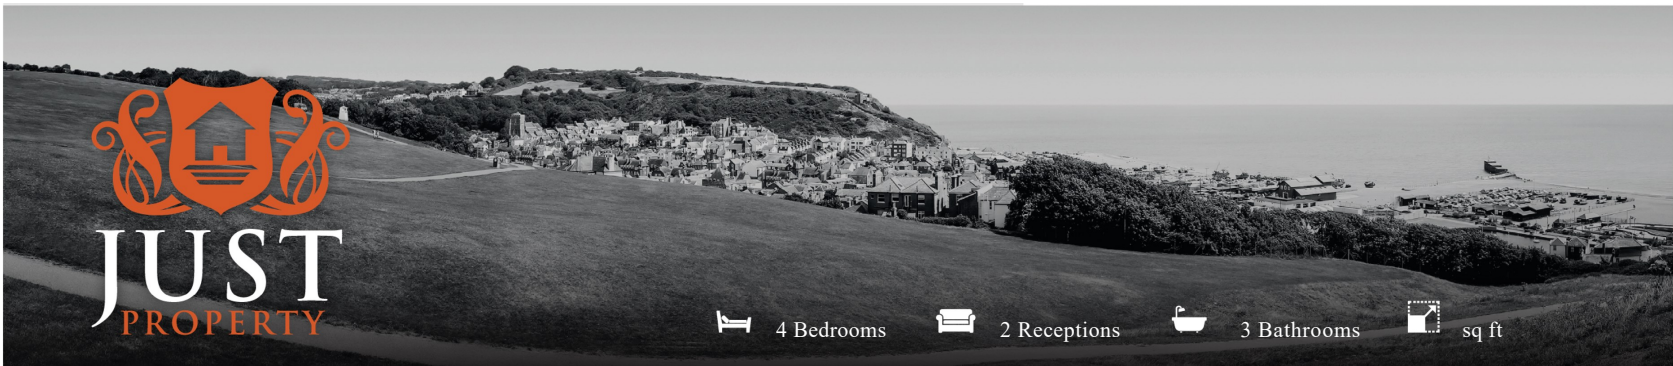 JUST
PROPERTY
4 Bedrooms
2 Receptions
3 Bathrooms
sq ft